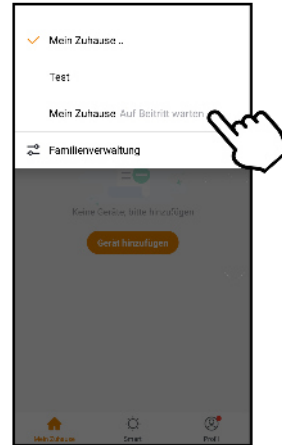 Mein Zuhause ..
Test
Mein Zuhause Auf Beitritt warten
Familienverwaltung
Keine Geräte, bitte hinzufügen
Gerät hinzufügen
Mein Zuhause
Smart
Profil